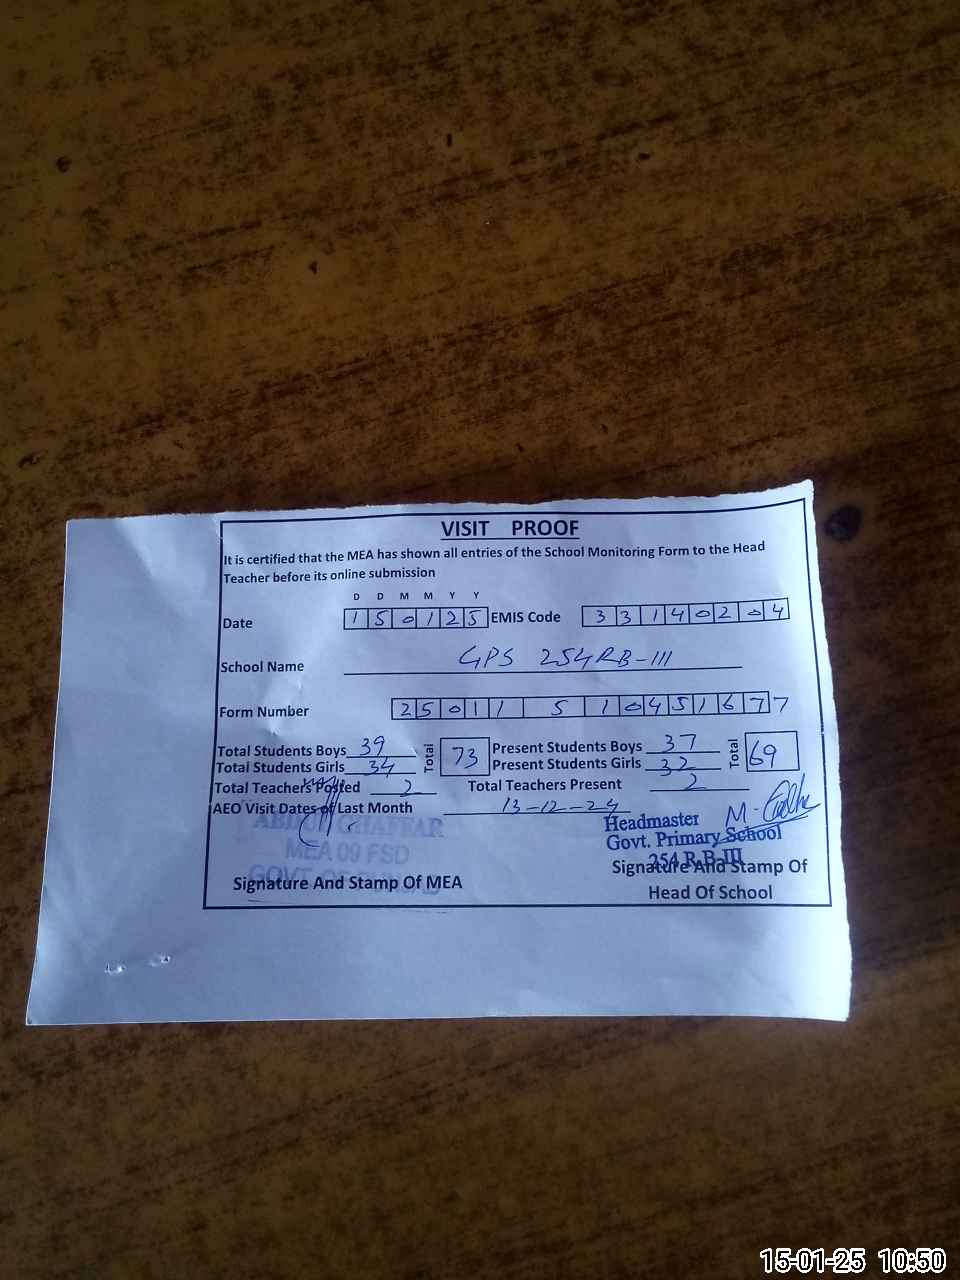 VISIT PROOF
It is certified that the MEA has shown all entries of the School Monitoring Form to the Head
Teacher before its online submission
D D M M Y Y
Date 1 5 0 1 2 5 EMIS Code 3 3 1 4 0 2 0 4
School Name GPS 254RB-III
Form Number 2 5 0 1 1 5 1 0 4 5 1 6 7 7
Total Students Boys 39 Total 73 Present Students Boys 37 Total 69
Total Students Girls 34 Present Students Girls 32
Total Teachers Posted 2 Total Teachers Present 2
AEO Visit Dates of Last Month 13-12-24
ABDUL GHAFFAR
MEA 09 FSD
Headmaster
Govt. Primary School
254 R.B-III
Signature And Stamp Of MEA
Signature And Stamp Of
Head Of School
15-01-25 10:50